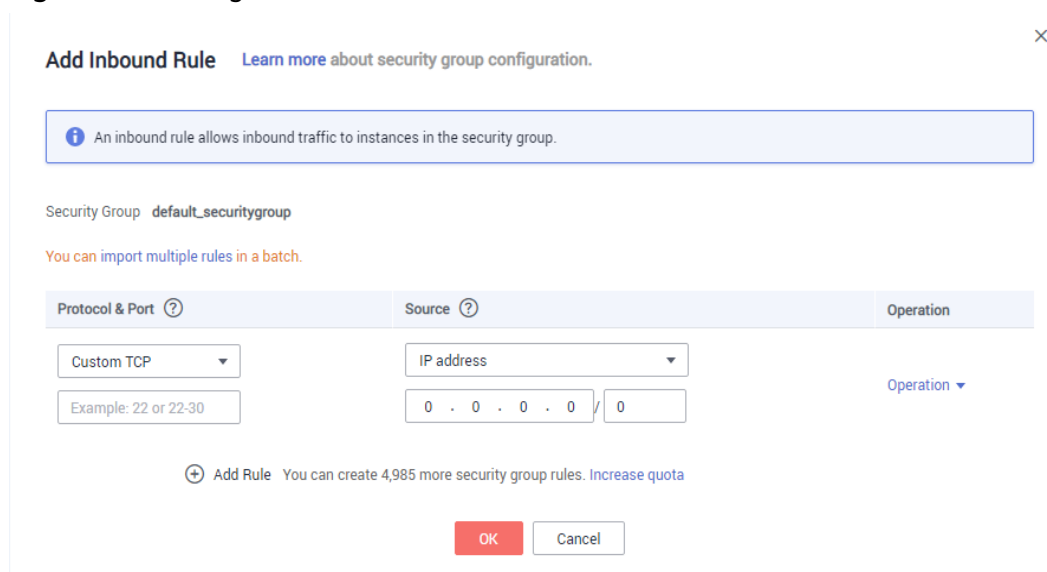 Add Inbound Rule Learn more about security group configuration.
An inbound rule allows inbound traffic to instances in the security group.
Security Group default_securitygroup
You can import multiple rules in a batch.
Protocol & Port Source Operation
Custom TCP IP address
Operation
Example: 22 or 22-30 0 . 0 . 0 . 0 / 0
Add Rule You can create 4,985 more security group rules. Increase quota
OK Cancel